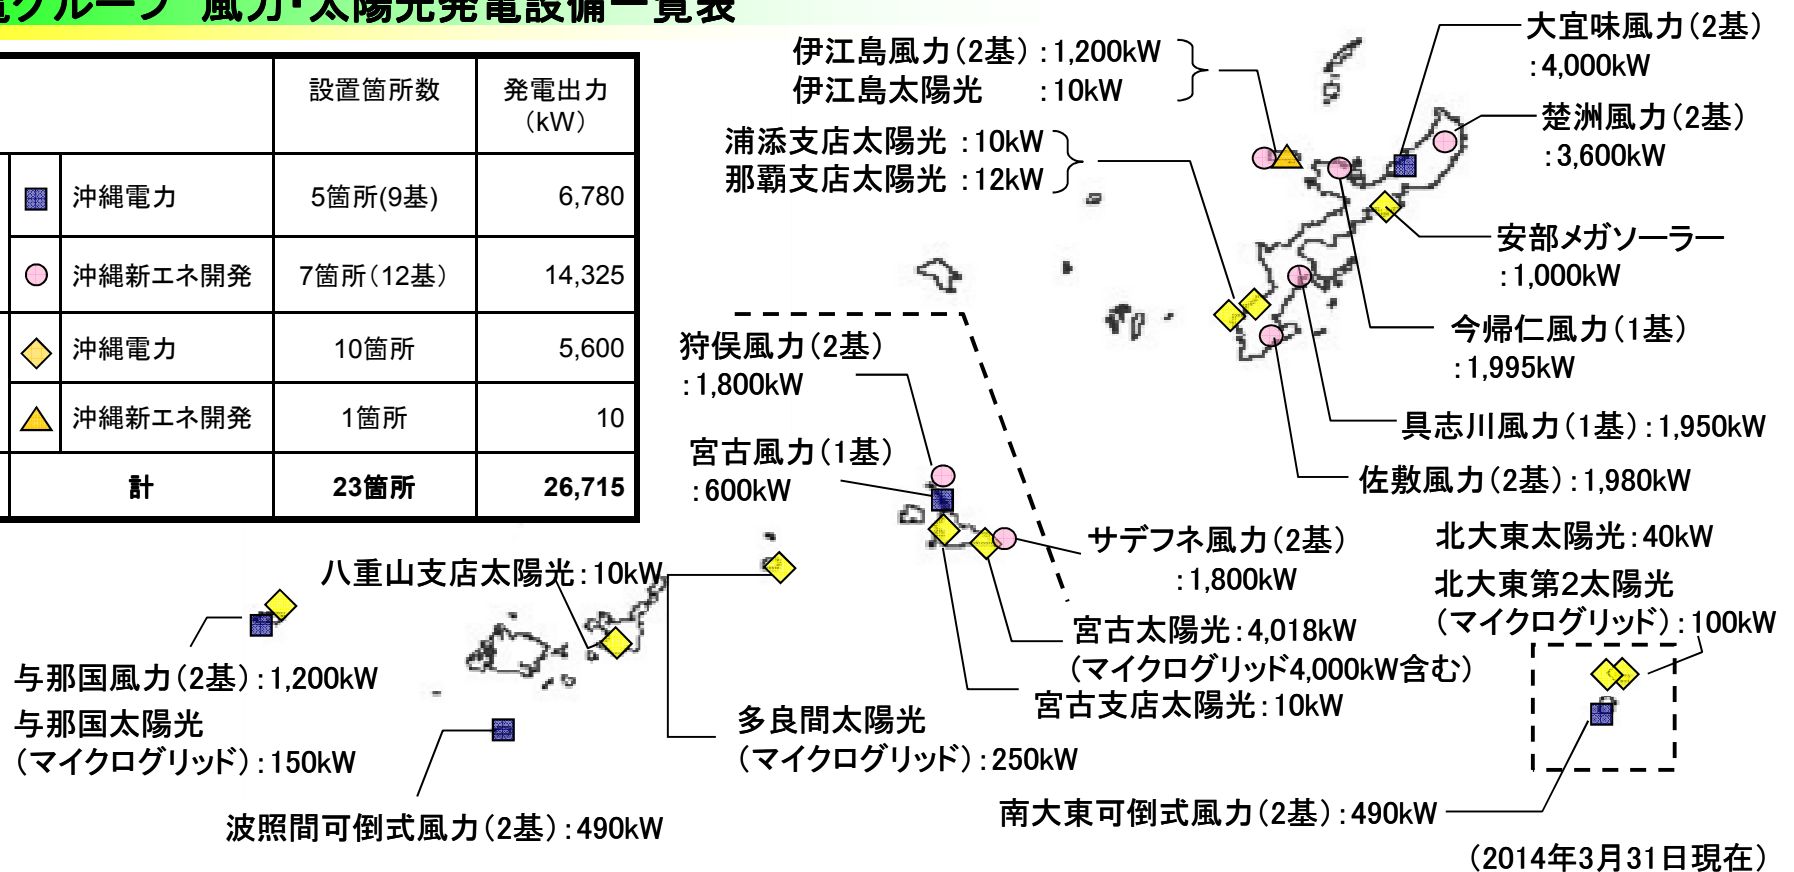 グループ 風力・太陽光発電設備一覧表
設置箇所数 発電出力
（kW）
沖縄電力 5箇所(9基) 6,780
沖縄新エネ開発 7箇所（12基） 14,325
沖縄電力 10箇所 5,600
沖縄新エネ開発 1箇所 10
計 23箇所 26,715
伊江島風力（2基）：1,200kW
伊江島太陽光 ：10kW
浦添支店太陽光 ：10kW
那覇支店太陽光 ：12kW
大宜味風力（2基）
：4,000kW
楚洲風力（2基）
：3,600kW
安部メガソーラー
：1,000kW
今帰仁風力（1基）
：1,995kW
具志川風力（1基）：1,950kW
佐敷風力（2基）：1,980kW
狩俣風力（2基）
：1,800kW
宮古風力（1基）
：600kW
サデフネ風力（2基）
：1,800kW
宮古太陽光：4,018kW
（マイクログリッド4,000kW含む）
宮古支店太陽光：10kW
北大東太陽光：40kW
北大東第2太陽光
（マイクログリッド）：100kW
八重山支店太陽光：10kW
与那国風力（2基）：1,200kW
与那国太陽光
（マイクログリッド）：150kW
多良間太陽光
（マイクログリッド）：250kW
波照間可倒式風力（2基）：490kW
南大東可倒式風力（2基）：490kW
（2014年3月31日現在）